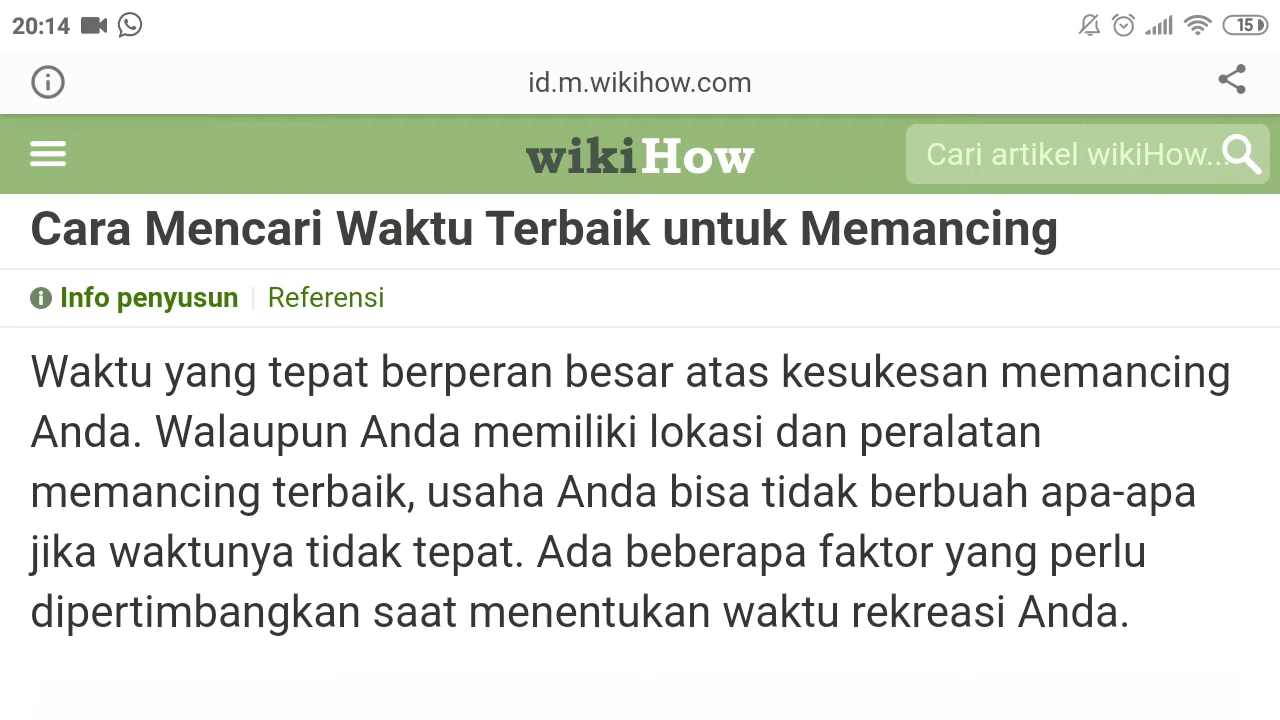 20:14
15
id.m.wikihow.com
wikiHow
Cari artikel wikiHow...
Cara Mencari Waktu Terbaik untuk Memancing
Info penyusun
Referensi
Waktu yang tepat berperan besar atas kesukesan memancing
Anda. Walaupun Anda memiliki lokasi dan peralatan
memancing terbaik, usaha Anda bisa tidak berbuah apa-apa
jika waktunya tidak tepat. Ada beberapa faktor yang perlu
dipertimbangkan saat menentukan waktu rekreasi Anda.